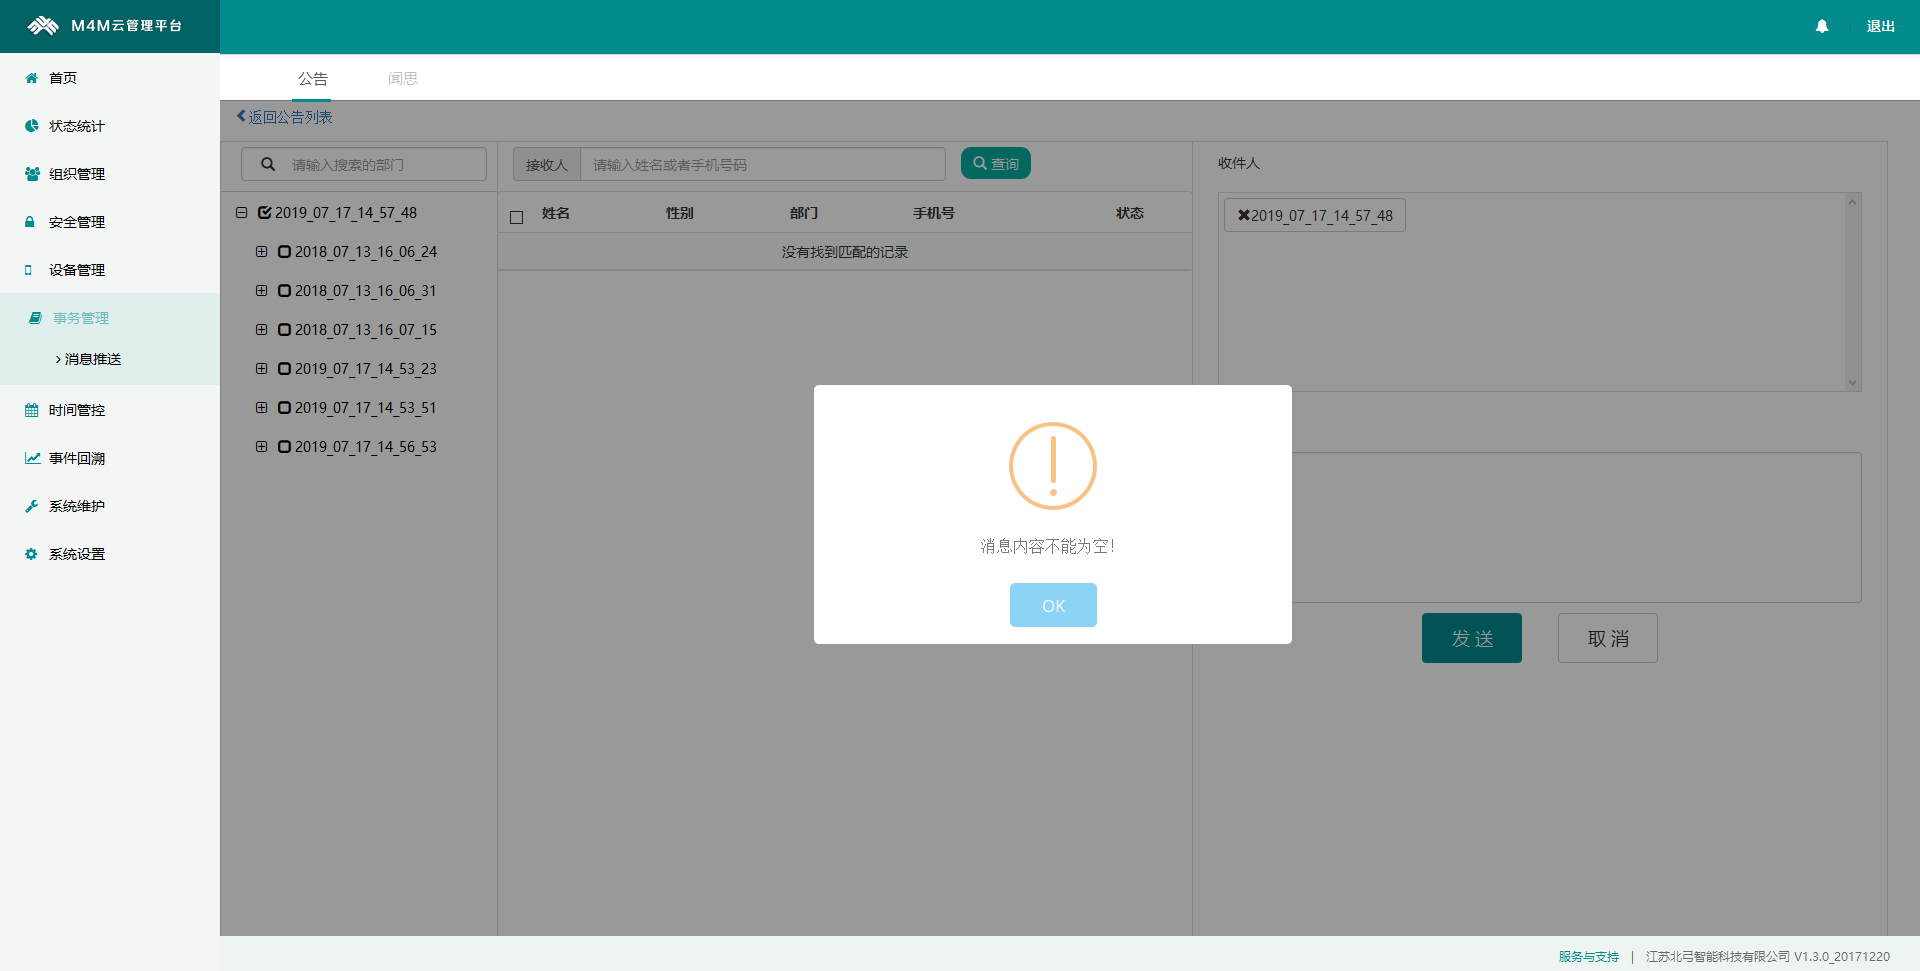 M4M云管理平台
退出
首页
状态统计
组织管理
安全管理
设备管理
事务管理
消息推送
时间管控
事件回溯
系统维护
系统设置
公告 闻思
返回公告列表
请输入搜索的部门
2019_07_17_14_57_48
2018_07_13_16_06_24
2018_07_13_16_06_31
2018_07_13_16_07_15
2019_07_17_14_53_23
2019_07_17_14_53_51
2019_07_17_14_56_53
接收人 请输入姓名或者手机号码 查询
姓名 性别 部门 手机号 状态
没有找到匹配的记录
收件人
2019_07_17_14_57_48
消息内容不能为空!
OK
发送 取消
服务与支持 | 江苏北弓智能科技有限公司 V1.3.0_20171220